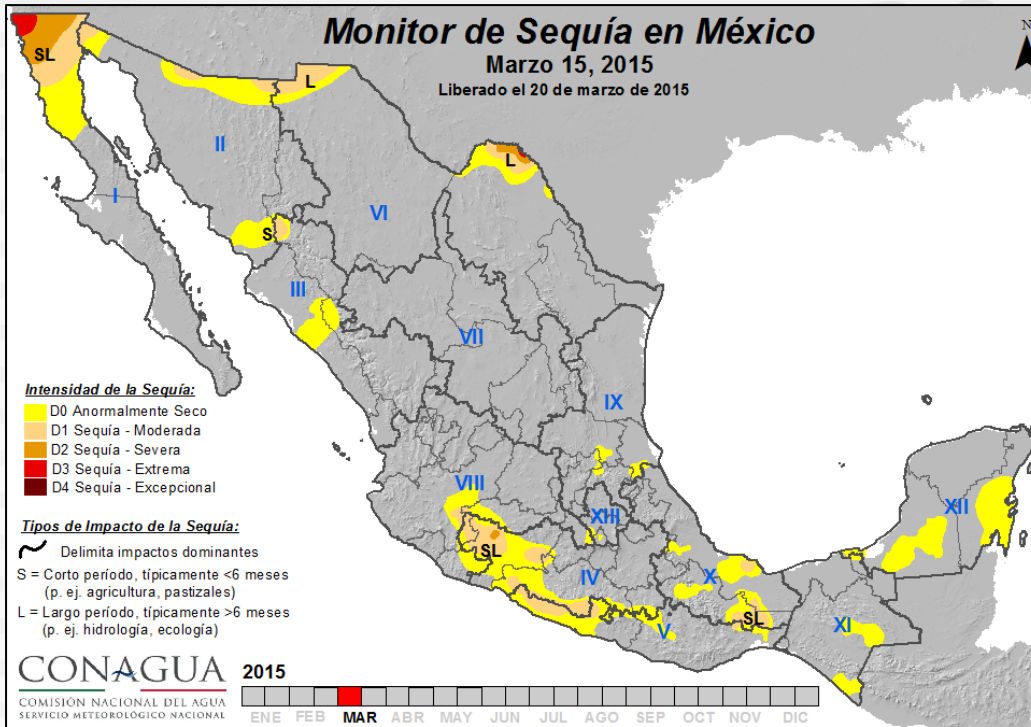 Monitor de Sequía en México
Marzo 15, 2015
Liberado el 20 de marzo de 2015
N
SL
L
L
II
I
VI
S
III
VII
Intensidad de la Sequía:
D0 Anormalmente Seco
D1 Sequía - Moderada
D2 Sequía - Severa
D3 Sequía - Extrema
D4 Sequía - Excepcional
IX
VIII
XIII
XII
SL
IV
X
V
SL
XI
Tipos de Impacto de la Sequía:
Delimita impactos dominantes
S = Corto período, típicamente <6 meses
(p. ej. agricultura, pastizales)
L = Largo período, típicamente >6 meses
(p. ej. hidrología, ecología)
CONAGUA
COMISIÓN NACIONAL DEL AGUA
SERVICIO METEOROLÓGICO NACIONAL
2015
ENE FEB MAR ABR MAY JUN JUL AGO SEP OCT NOV DIC